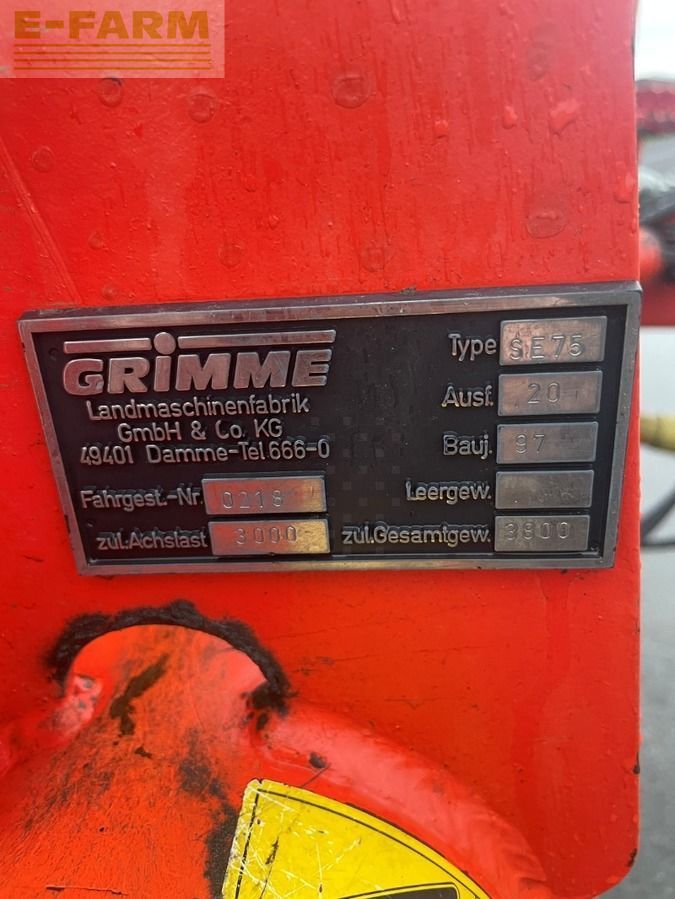 E-FARM
GRIMME
Landmaschinenfabrik
GmbH & Co. KG
49401 Damme-Tel.666-0
Fahrgest.-Nr. 0218
zul.Achslast 3000
Type SE75
Ausf. 20
Bauj. 97
Leergew.
zul.Gesamtgew. 3800